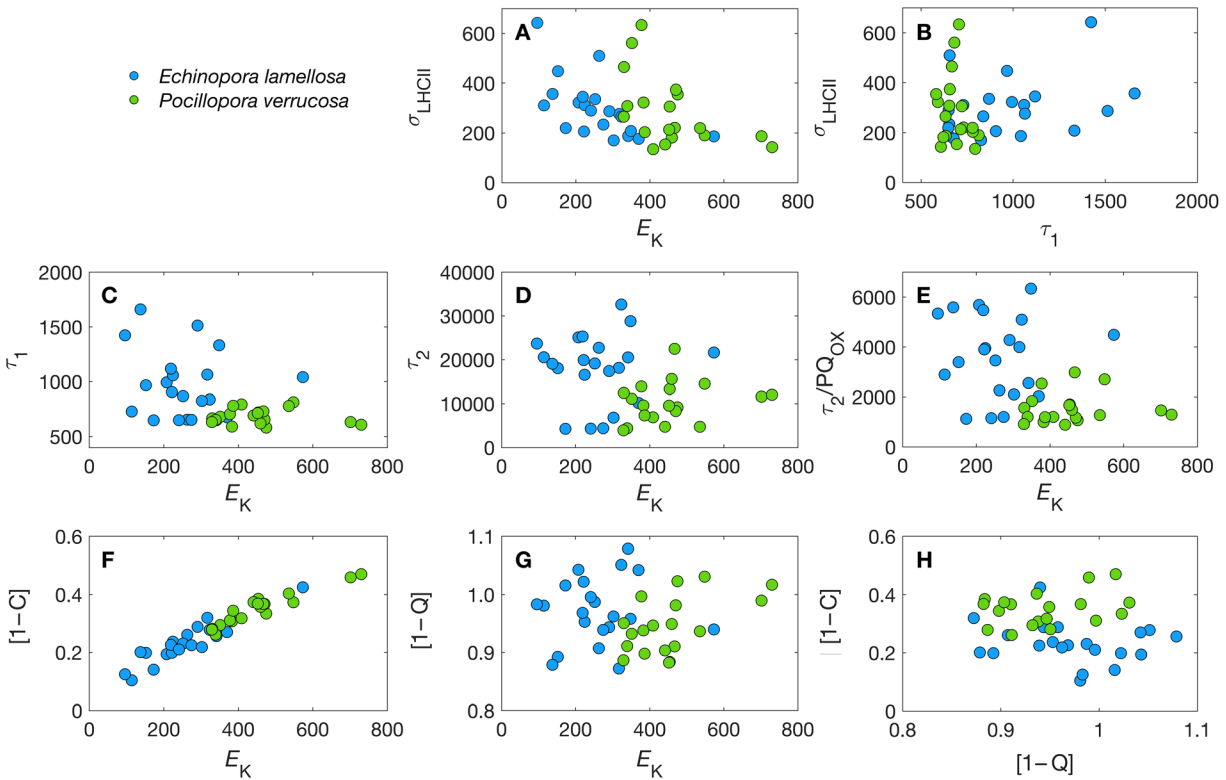 Echinopora lamellosa
Pocillopora verrucosa
A
600
400
200
0
σLHCII
0 200 400 600 800
EK
B
600
400
200
0
σLHCII
500 1000 1500 2000
τ1
C
2000
1500
1000
500
τ1
0 200 400 600 800
EK
D
40000
30000
20000
10000
0
τ2
0 200 400 600 800
EK
E
6000
4000
2000
0
τ2/PQOX
0 200 400 600 800
EK
F
0.6
0.4
0.2
0
[1−C]
0 200 400 600 800
EK
G
1.1
1.0
0.9
0.8
[1−Q]
0 200 400 600 800
EK
H
0.6
0.4
0.2
0
[1−C]
0.8 0.9 1 1.1
[1−Q]